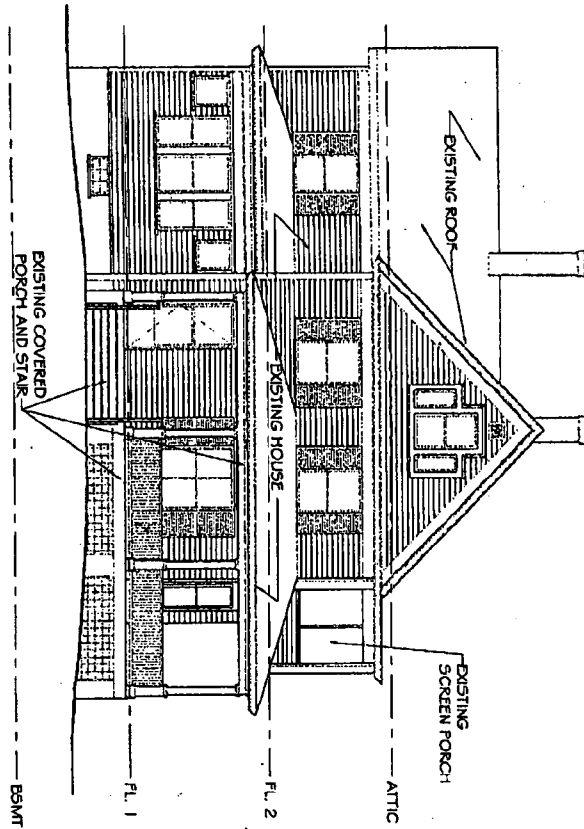 EXISTING ROOF
EXISTING
SCREEN PORCH
EXISTING HOUSE
EXISTING COVERED
PORCH AND STAIR
ATTIC
FL. 2
FL. 1
BSMT